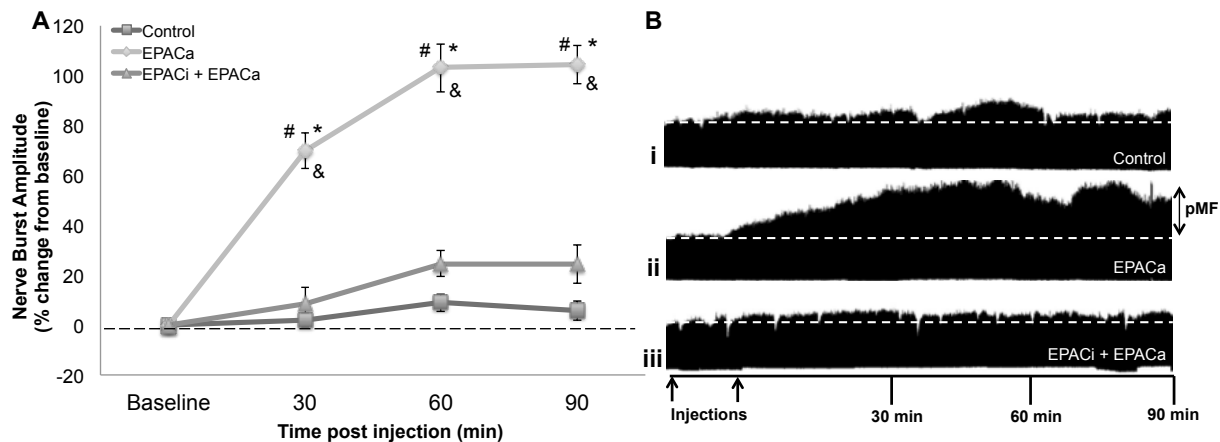 A
120
100
80
60
40
20
0
-20
Nerve Burst Amplitude
(% change from baseline)
Control
EPACa
EPACi + EPACa
# *
&
# *
&
# *
&
Baseline 30 60 90
Time post injection (min)
B
i
Control
ii
EPACa
pMF
iii
EPACi + EPACa
Injections
30 min
60 min
90 min